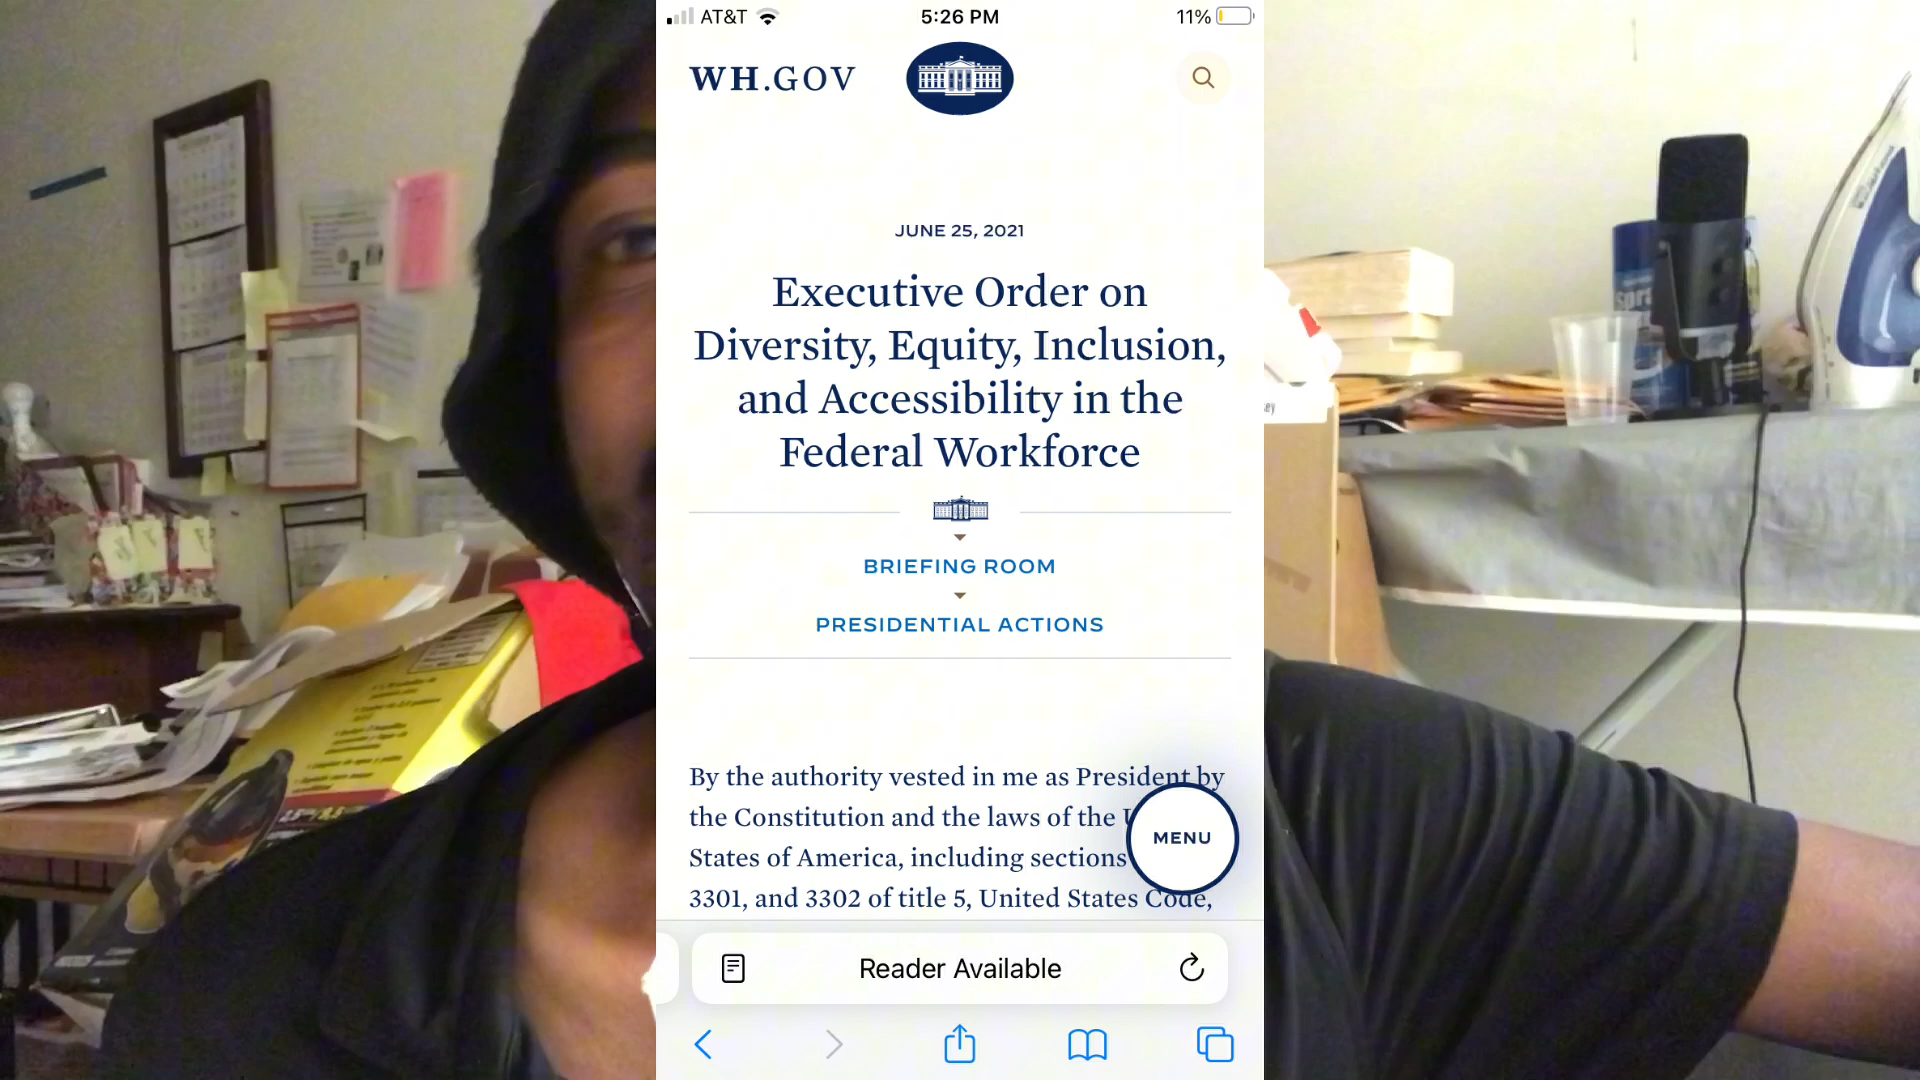 AT&T
5:26 PM
11%
WH.GOV
JUNE 25, 2021
Executive Order on
Diversity, Equity, Inclusion,
and Accessibility in the
Federal Workforce
BRIEFING ROOM
PRESIDENTIAL ACTIONS
By the authority vested in me as President by
the Constitution and the laws of the
States of America, including sections
3301, and 3302 of title 5, United States Code,
MENU
Reader Available